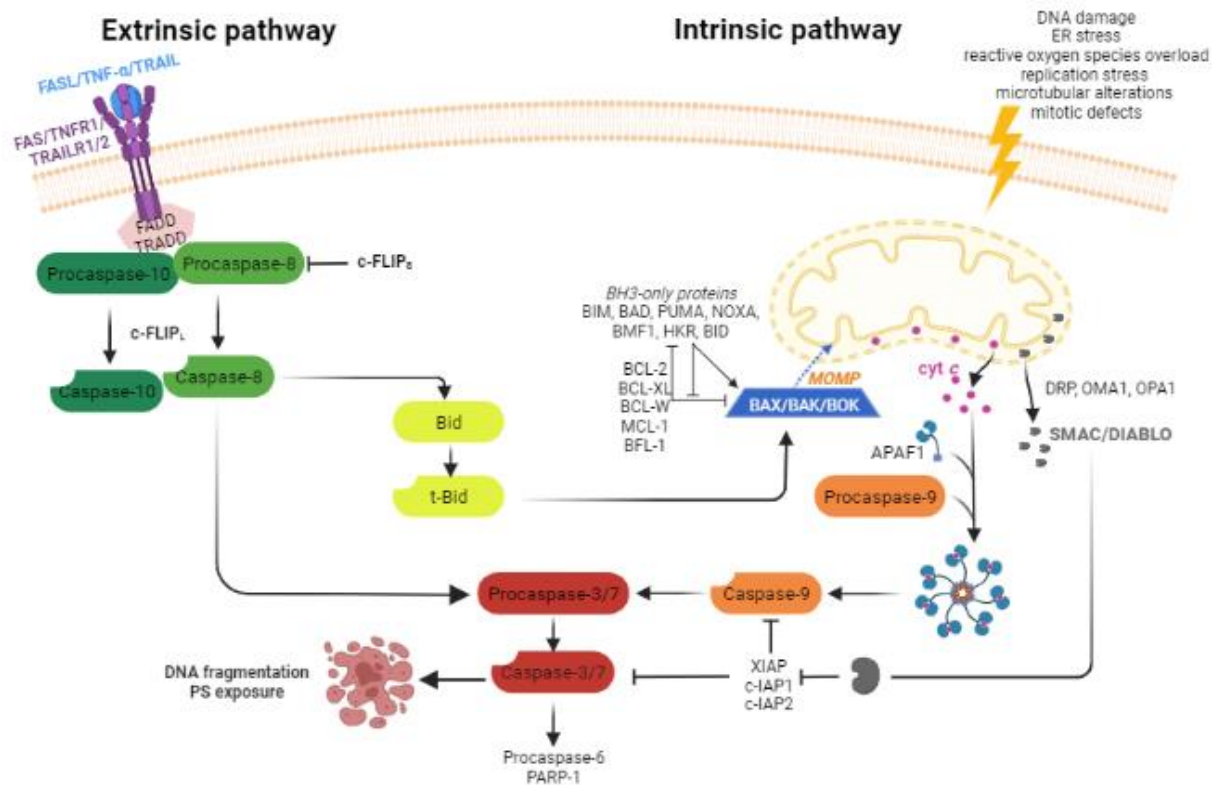 Extrinsic pathway
Intrinsic pathway
DNA damage
ER stress
reactive oxygen species overload
replication stress
microtubular alterations
mitotic defects
FASL/TNF-α/TRAIL
FAS/TNFR1/
TRAILR1/2
FADD
TRADD
Procaspase-10
Procaspase-8
c-FLIPs
c-FLIPL
Caspase-10
Caspase-8
Bid
t-Bid
BH3-only proteins
BIM, BAD, PUMA, NOXA,
BMF1, HKR, BID
BCL-2
BCL-XL
BCL-W
MCL-1
BFL-1
MOMP
BAX/BAK/BOK
cyt c
DRP, OMA1, OPA1
SMAC/DIABLO
APAF1
Procaspase-9
Procaspase-3/7
Caspase-9
DNA fragmentation
PS exposure
Caspase-3/7
XIAP
c-IAP1
c-IAP2
Procaspase-6
PARP-1